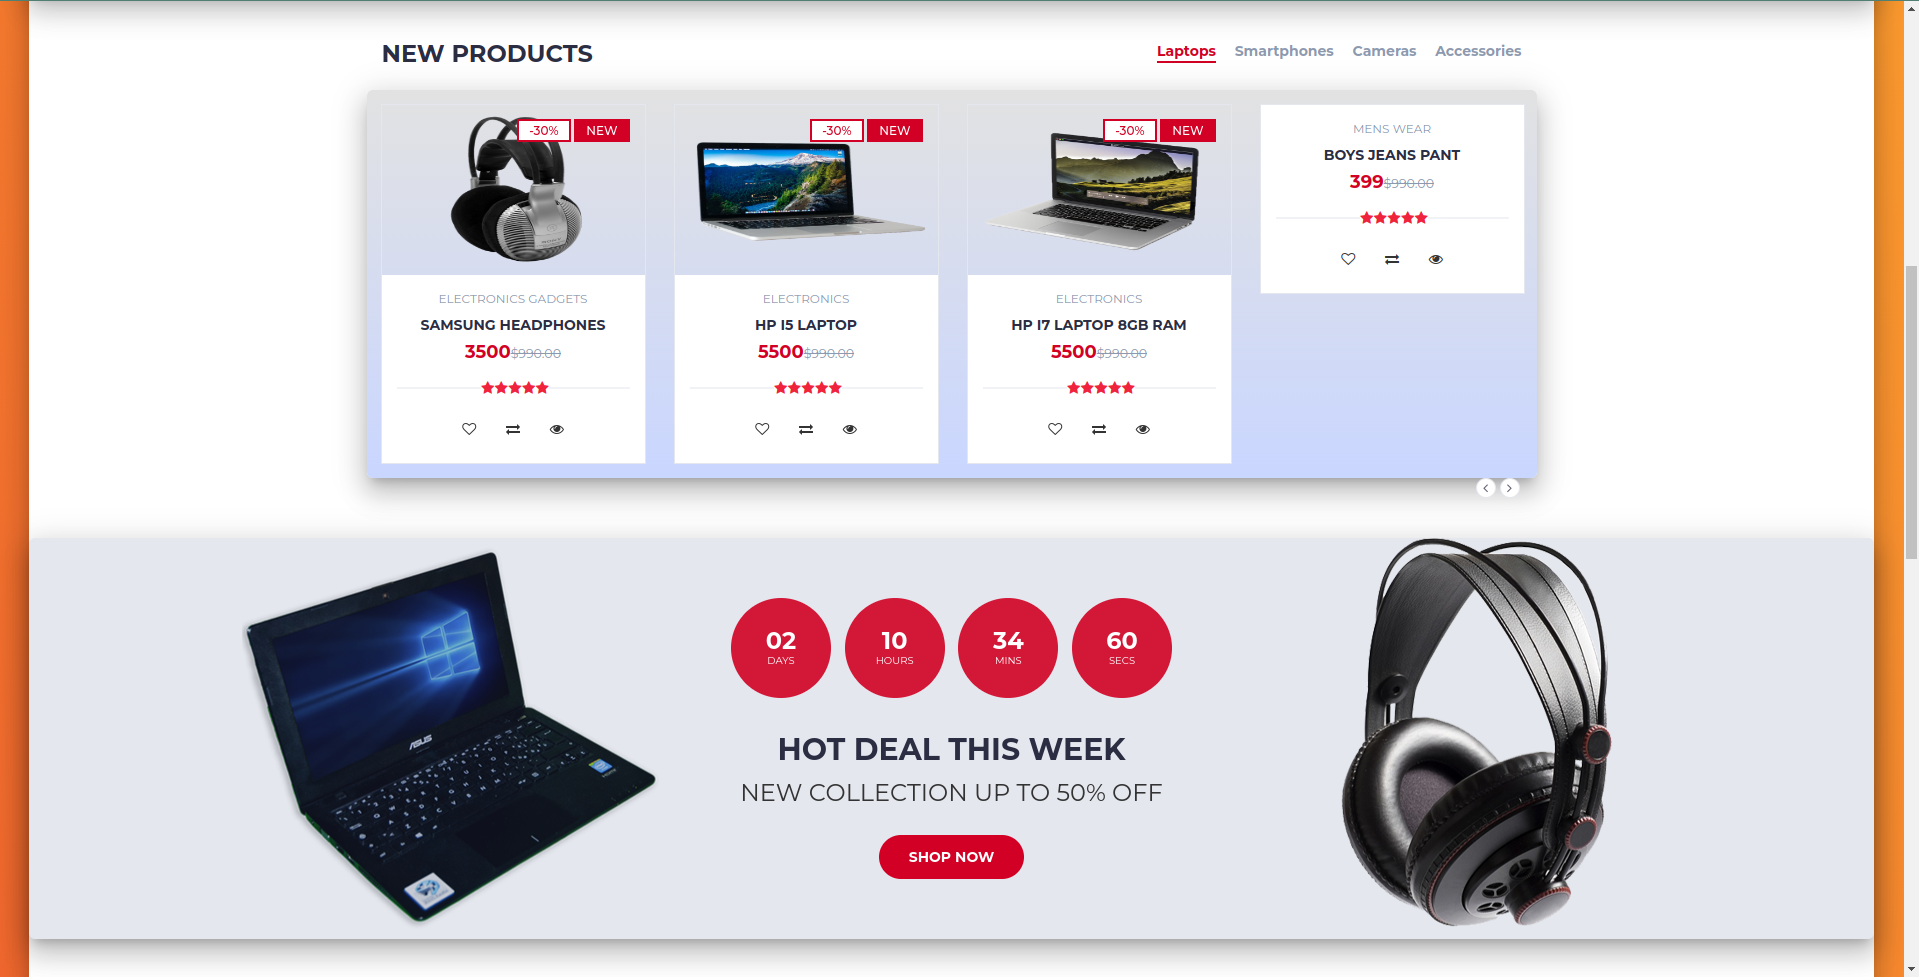 NEW PRODUCTS
Laptops Smartphones Cameras Accessories
-30% NEW
ELECTRONICS GADGETS
SAMSUNG HEADPHONES
3500$990.00
-30% NEW
ELECTRONICS
HP I5 LAPTOP
5500$990.00
-30% NEW
ELECTRONICS
HP I7 LAPTOP 8GB RAM
5500$990.00
MENS WEAR
BOYS JEANS PANT
399$990.00
02
DAYS
10
HOURS
34
MINS
60
SECS
HOT DEAL THIS WEEK
NEW COLLECTION UP TO 50% OFF
SHOP NOW
ASUS